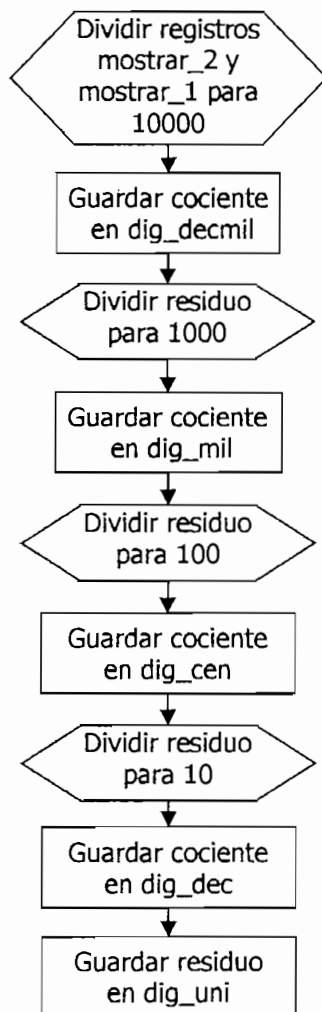 Dividir registros
mostrar_2 y
mostrar_1 para
10000
Guardar cociente
en dig_decmil
Dividir residuo
para 1000
Guardar cociente
en dig_mil
Dividir residuo
para 100
Guardar cociente
en dig_cen
Dividir residuo
para 10
Guardar cociente
en dig_dec
Guardar residuo
en dig_uni